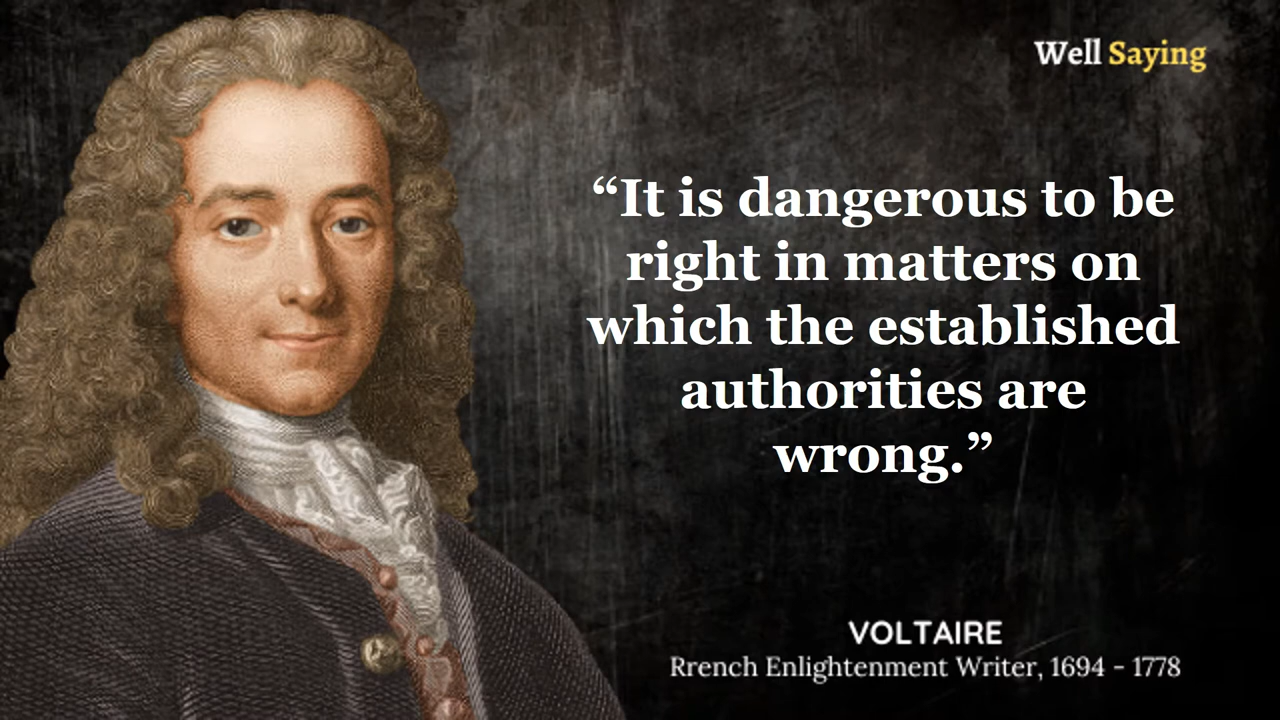 Well Saying
“It is dangerous to be
right in matters on
which the established
authorities are
wrong.”
VOLTAIRE
Rrench Enlightenment Writer, 1694 - 1778